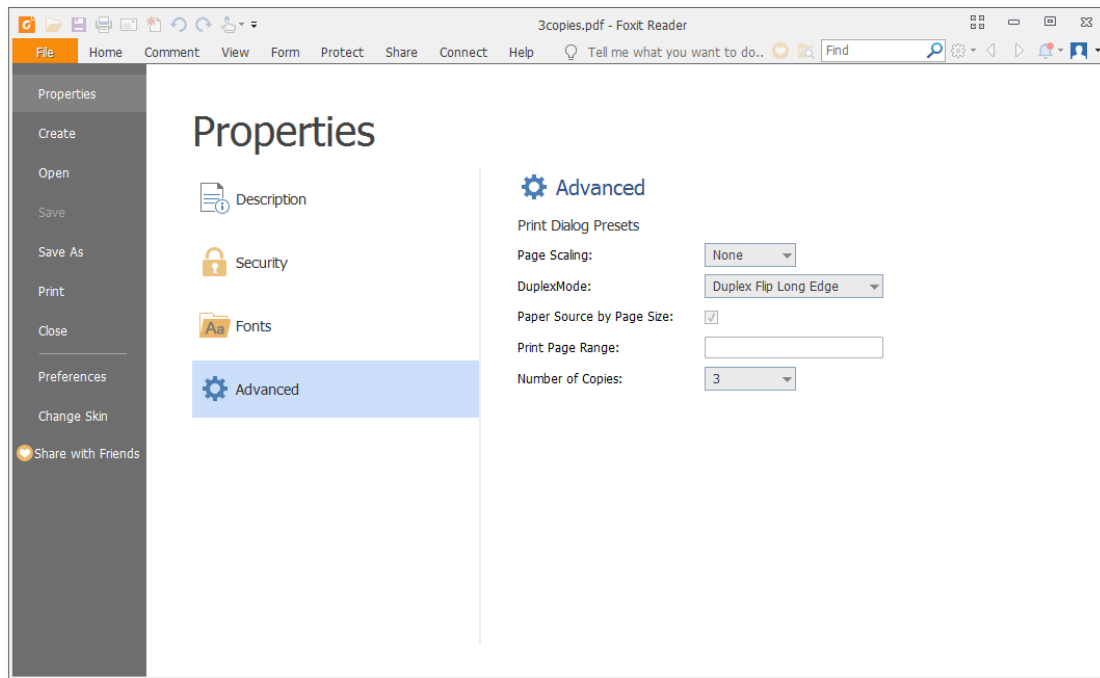 3copies.pdf - Foxit Reader
File Home Comment View Form Protect Share Connect Help Tell me what you want to do.. Find
Properties
Create
Open
Save
Save As
Print
Close
Preferences
Change Skin
Share with Friends
Properties
Description
Security
Aa Fonts
Advanced
Advanced
Print Dialog Presets
Page Scaling: None
DuplexMode: Duplex Flip Long Edge
Paper Source by Page Size:
Print Page Range:
Number of Copies: 3